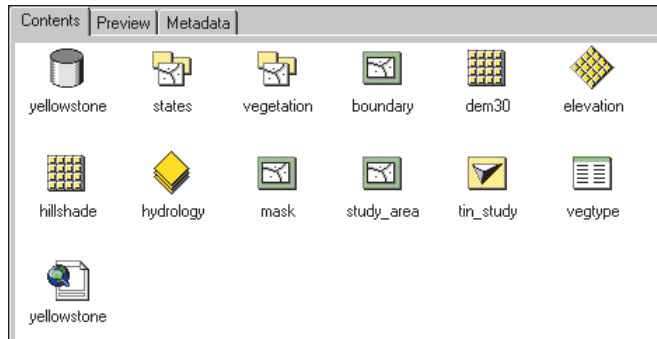 Contents Preview Metadata
yellowstone states vegetation boundary dem30 elevation
hillshade hydrology mask study_area tin_study vegtype
yellowstone